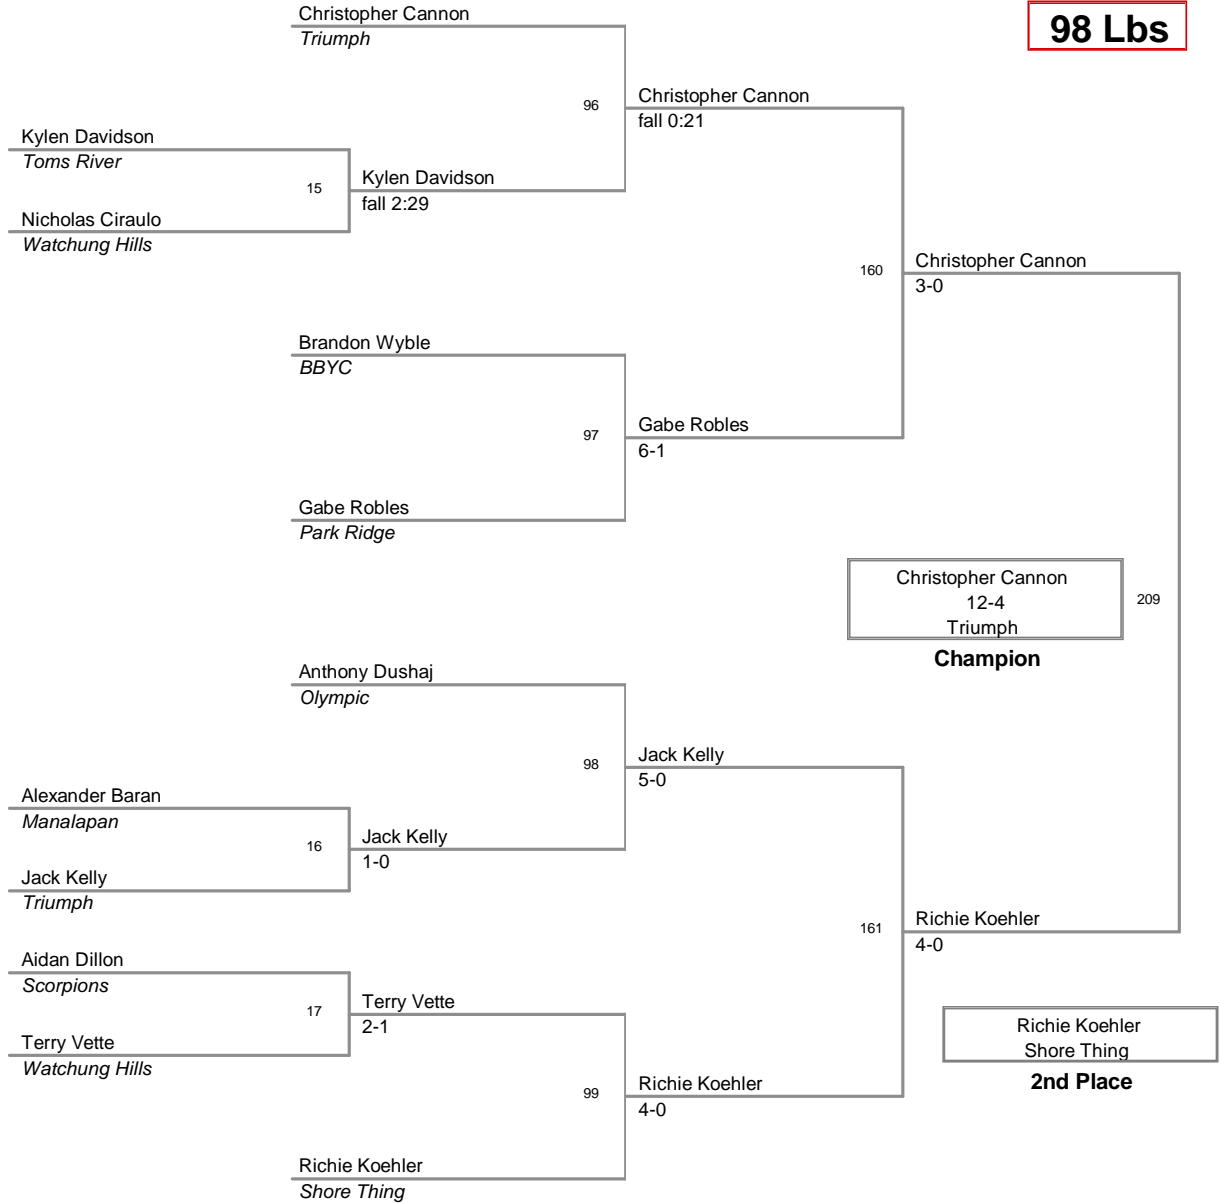 Christopher Cannon
Triumph
98 Lbs
96
Christopher Cannon
fall 0:21
Kylen Davidson
Toms River
15
Kylen Davidson
fall 2:29
Nicholas Ciraulo
Watchung Hills
160
Christopher Cannon
3-0
Brandon Wyble
BBYC
97
Gabe Robles
6-1
Gabe Robles
Park Ridge
Christopher Cannon
12-4
Triumph
209
Champion
Anthony Dushaj
Olympic
98
Jack Kelly
5-0
Alexander Baran
Manalapan
16
Jack Kelly
1-0
Jack Kelly
Triumph
161
Richie Koehler
4-0
Aidan Dillon
Scorpions
17
Terry Vette
2-1
Terry Vette
Watchung Hills
Richie Koehler
Shore Thing
2nd Place
99
Richie Koehler
4-0
Richie Koehler
Shore Thing